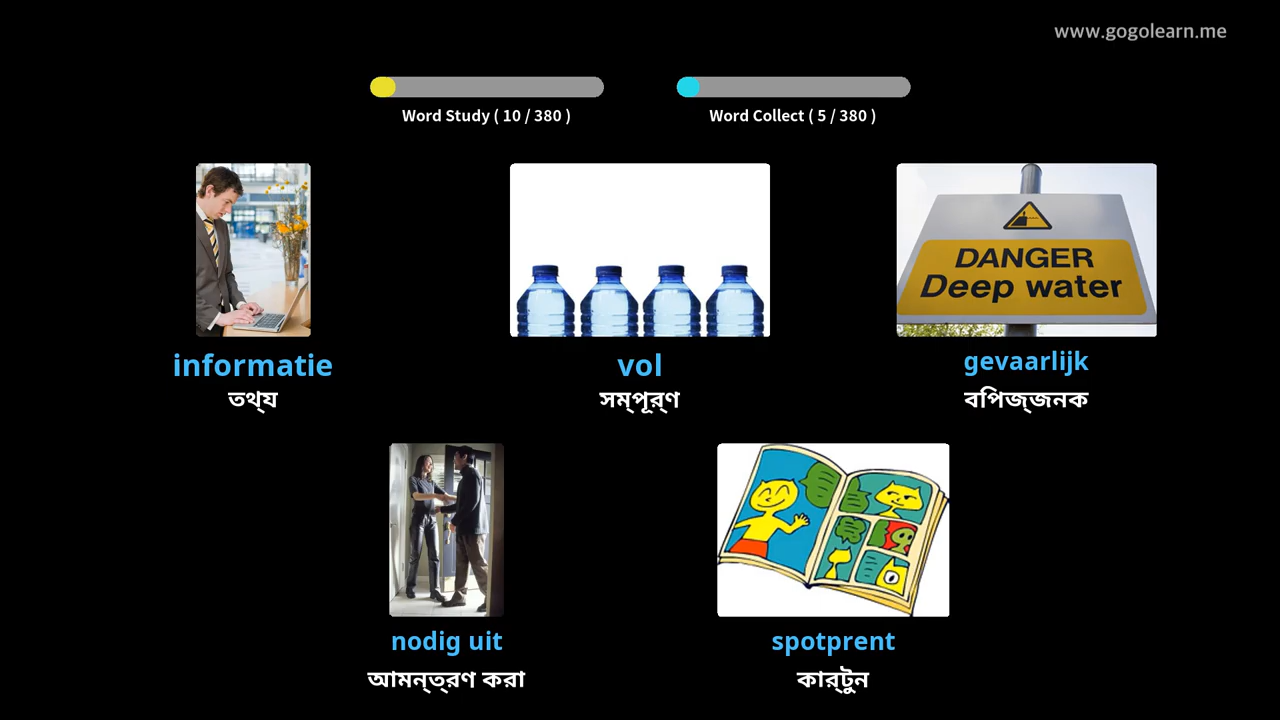 www.gogolearn.me
Word Study ( 10 / 380 )
Word Collect ( 5 / 380 )
DANGER
Deep water
informatie
তথ্য
vol
সম্পূর্ণ
gevaarlijk
বিপজ্জনক
nodig uit
আমন্ত্রণ করা
spotprent
কার্টুন